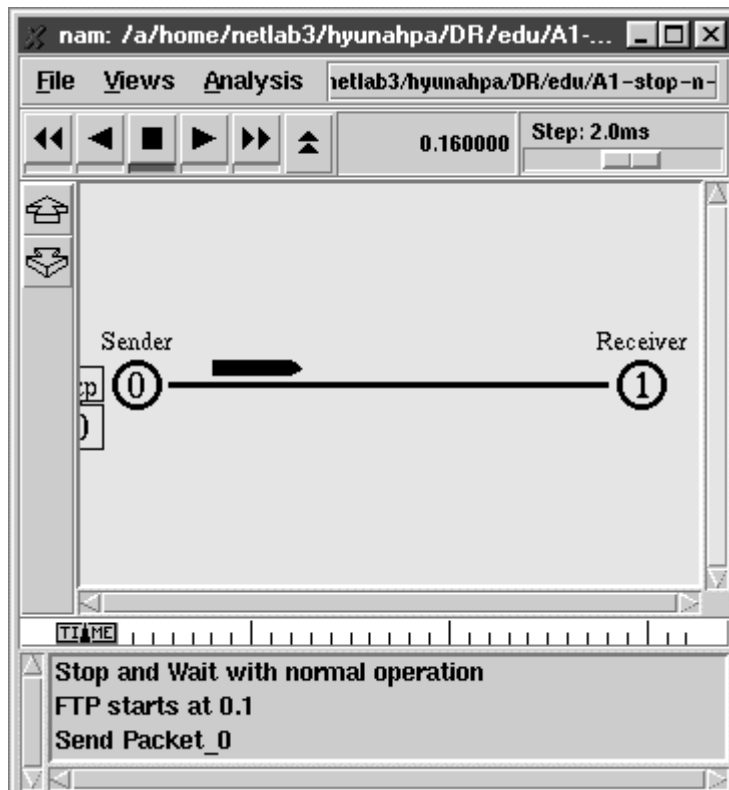 nam: /a/home/netlab3/hyunahpa/DR/edu/A1-...
File Views Analysis netlab3/hyunahpa/DR/edu/A1-stop-n-
0.160000 Step: 2.0ms
Sender Receiver
0 1
TIME
Stop and Wait with normal operation
FTP starts at 0.1
Send Packet_0